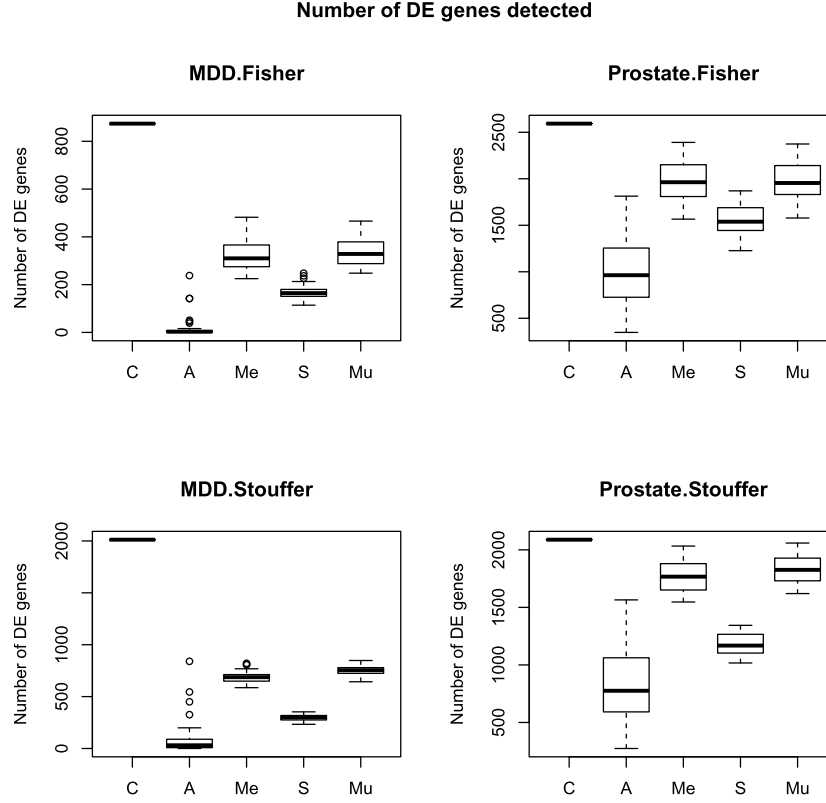 Number of DE genes detected
MDD.Fisher
Number of DE genes
0
200
400
600
800
C A Me S Mu
Prostate.Fisher
Number of DE genes
500
1500
2500
C A Me S Mu
MDD.Stouffer
Number of DE genes
0
500
1000
2000
C A Me S Mu
Prostate.Stouffer
Number of DE genes
500
1000
1500
2000
C A Me S Mu